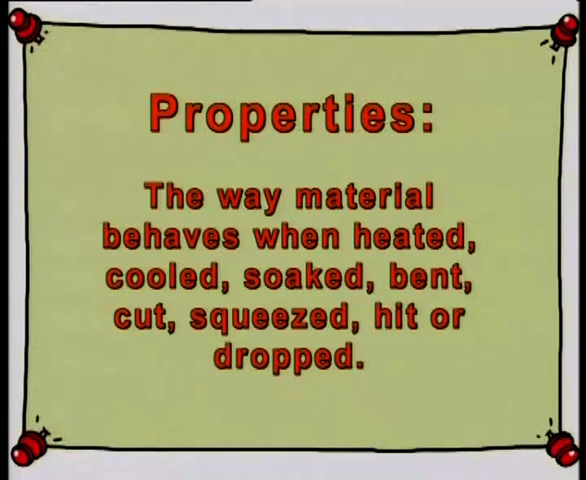 Properties:
The way material
behaves when heated,
cooled, soaked, bent,
cut, squeezed, hit or
dropped.